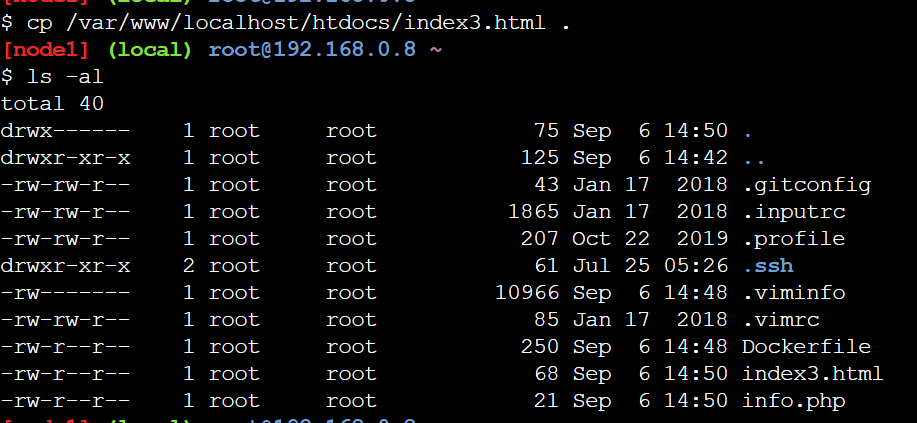 $ cp /var/www/localhost/htdocs/index3.html .
[node1] (local) root@192.168.0.8 ~
$ ls -al
total 40
drwx------    1 root     root            75 Sep  6 14:50 .
drwxr-xr-x    1 root     root           125 Sep  6 14:42 ..
-rw-rw-r--    1 root     root            43 Jan 17  2018 .gitconfig
-rw-rw-r--    1 root     root          1865 Jan 17  2018 .inputrc
-rw-rw-r--    1 root     root           207 Oct 22  2019 .profile
drwxr-xr-x    2 root     root            61 Jul 25 05:26 .ssh
-rw-------    1 root     root         10966 Sep  6 14:48 .viminfo
-rw-rw-r--    1 root     root            85 Jan 17  2018 .vimrc
-rw-r--r--    1 root     root           250 Sep  6 14:48 Dockerfile
-rw-r--r--    1 root     root            68 Sep  6 14:50 index3.html
-rw-r--r--    1 root     root            21 Sep  6 14:50 info.php